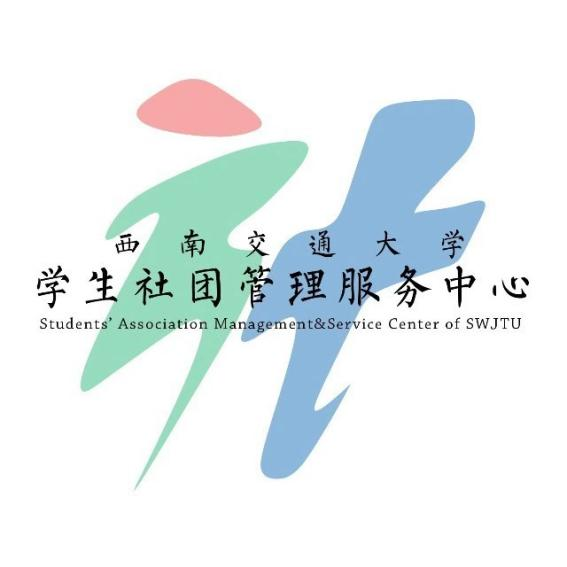 西南交通大学
学生社团管理服务中心
Students' Association Management&Service Center of SWJTU